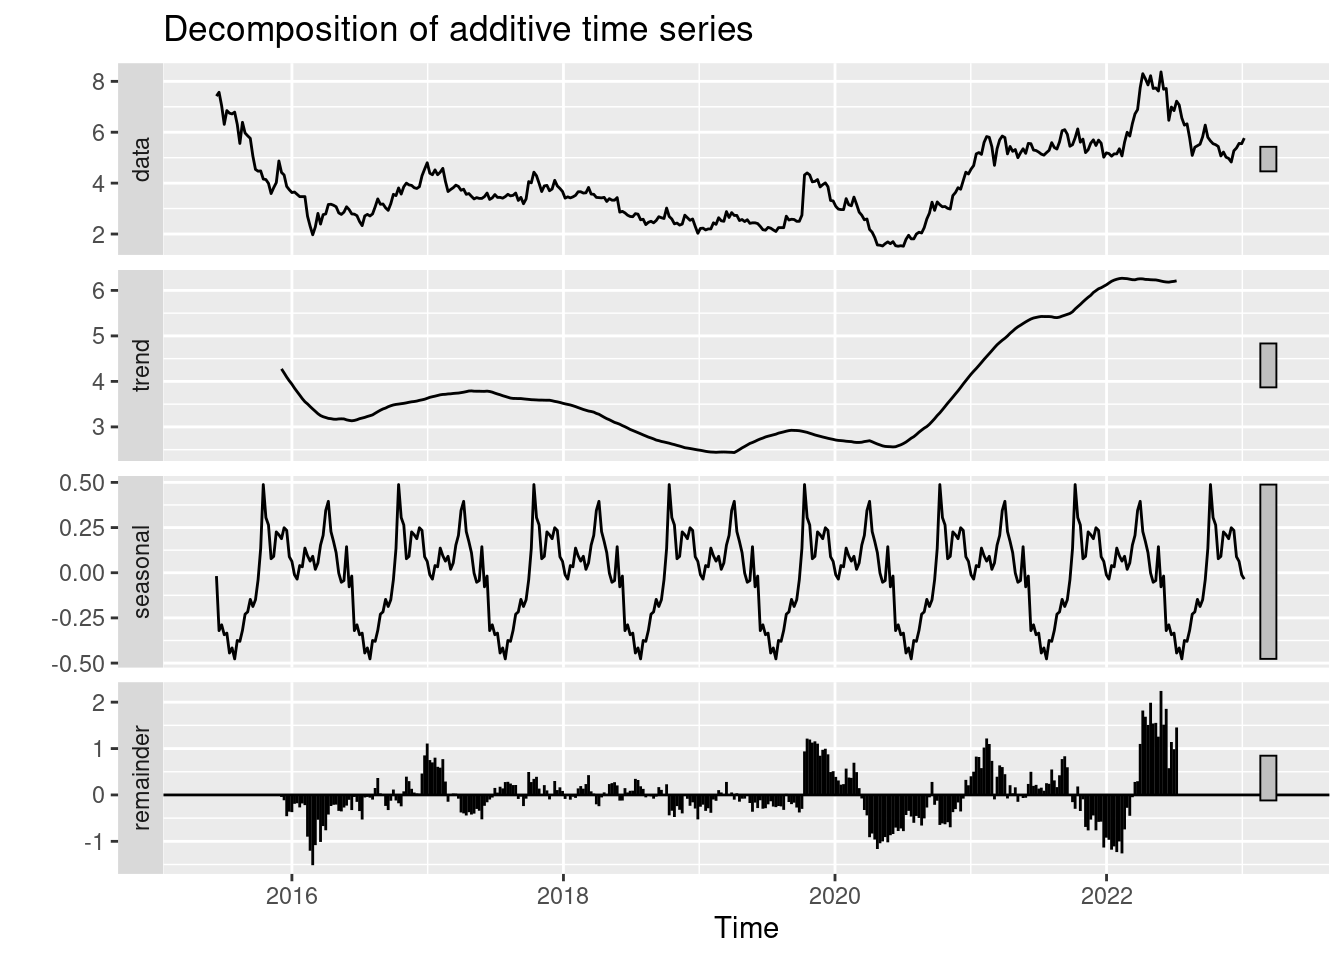 Decomposition of additive time series
data
8
6
4
2
trend
6
5
4
3
seasonal
0.50
0.25
0.00
-0.25
-0.50
remainder
2
1
0
-1
2016 2018 2020 2022
Time